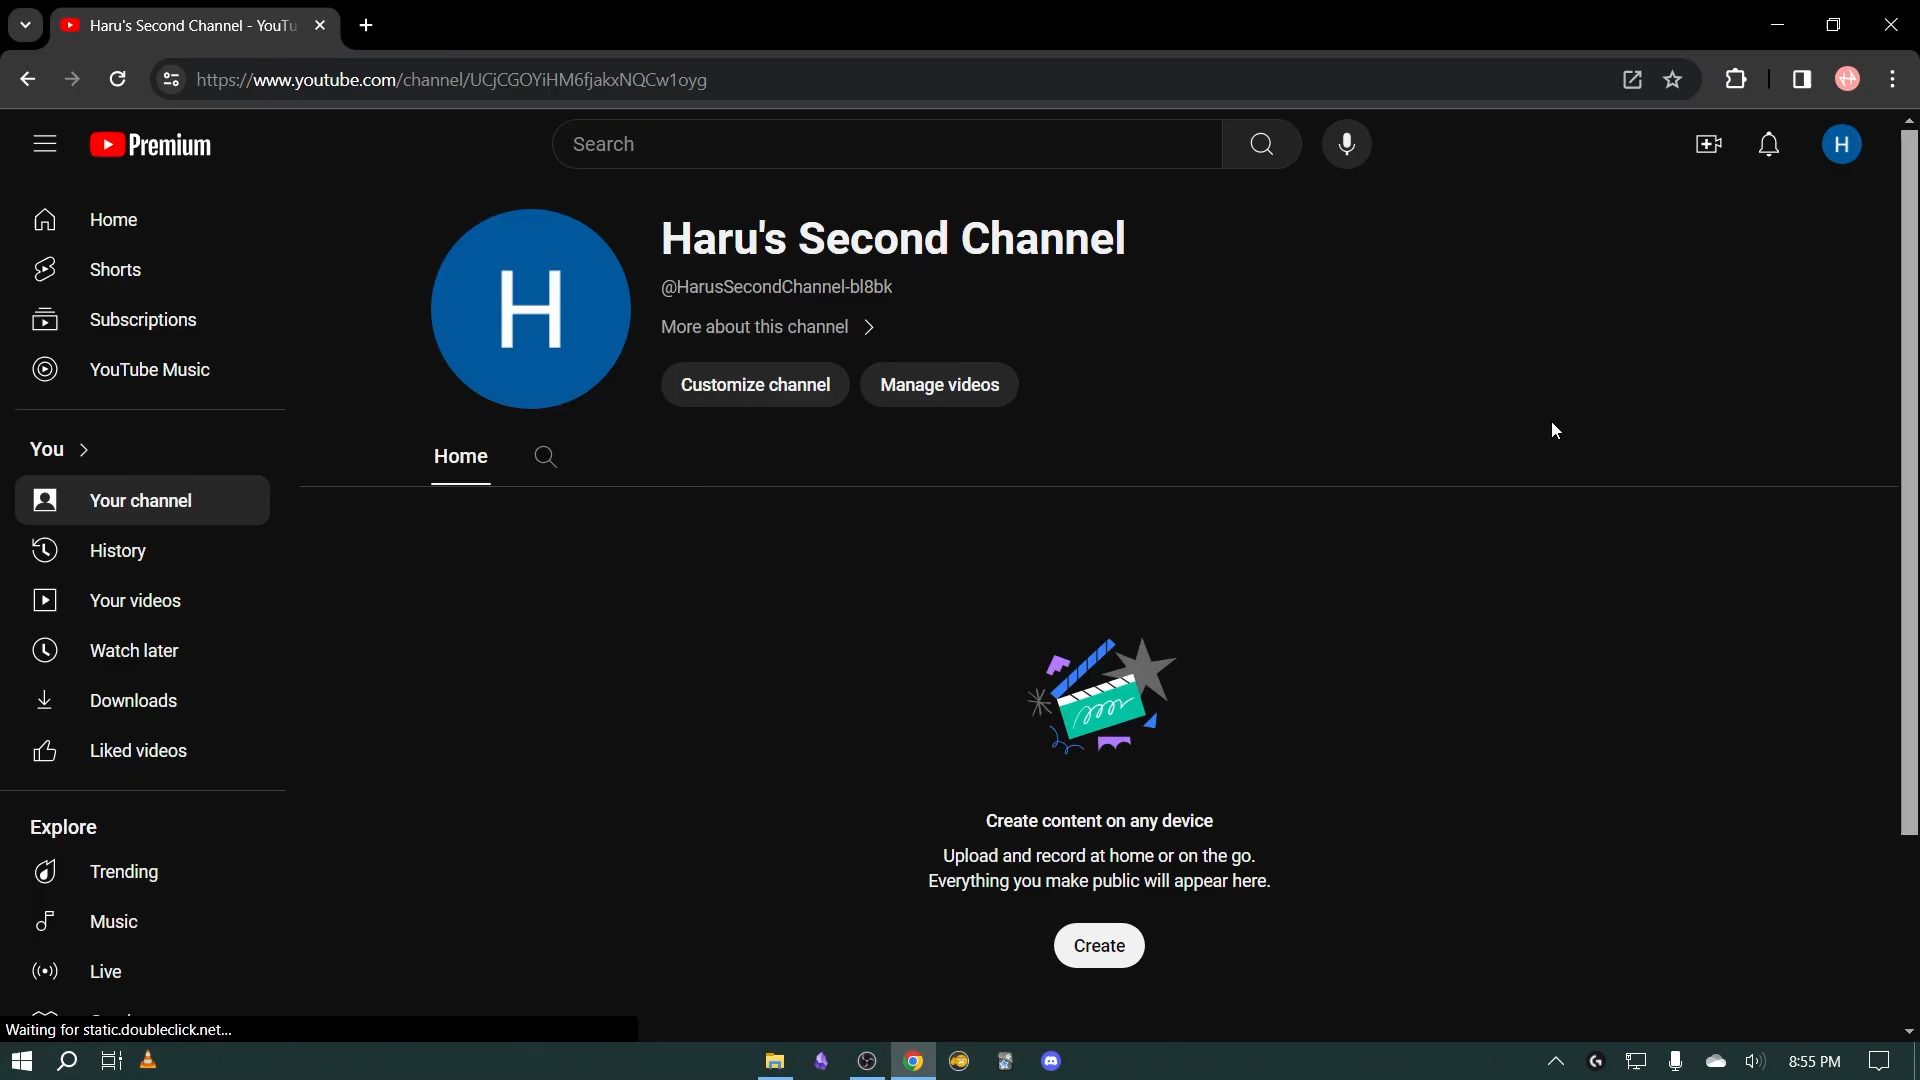 Haru's Second Channel - YouTu
https://www.youtube.com/channel/UCjCGOYiHM6fjakxNQCw1oyg
Premium
Search
H
Home
Shorts
Subscriptions
YouTube Music
You
Your channel
History
Your videos
Watch later
Downloads
Liked videos
Explore
Trending
Music
Live
H
Haru's Second Channel
@HarusSecondChannel-bl8bk
More about this channel
Customize channel
Manage videos
Home
Create content on any device
Upload and record at home or on the go.
Everything you make public will appear here.
Create
Waiting for static.doubleclick.net...
8:55 PM